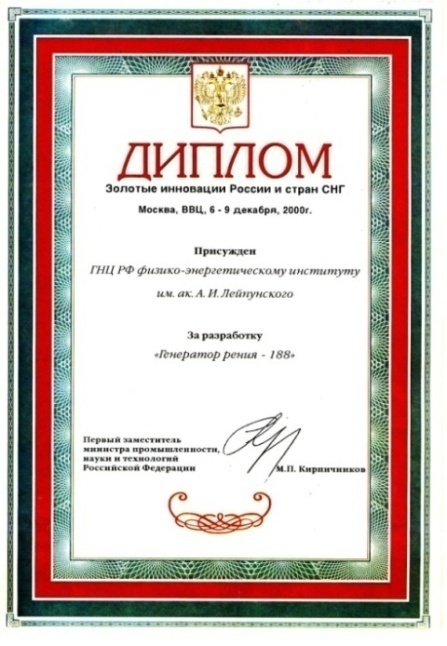 ДИПЛОМ
Золотые инновации России и стран СНГ
Москва, ВВЦ, 6 - 9 декабря, 2000г.
Присужден
ГНЦ РФ физико-энергетическому институту
им. ак. А. И. Лейпунского
За разработку
«Генератор рения - 188»
Первый заместитель
министра промышленности,
науки и технологий
Российской Федерации
М.П. Кирпичников